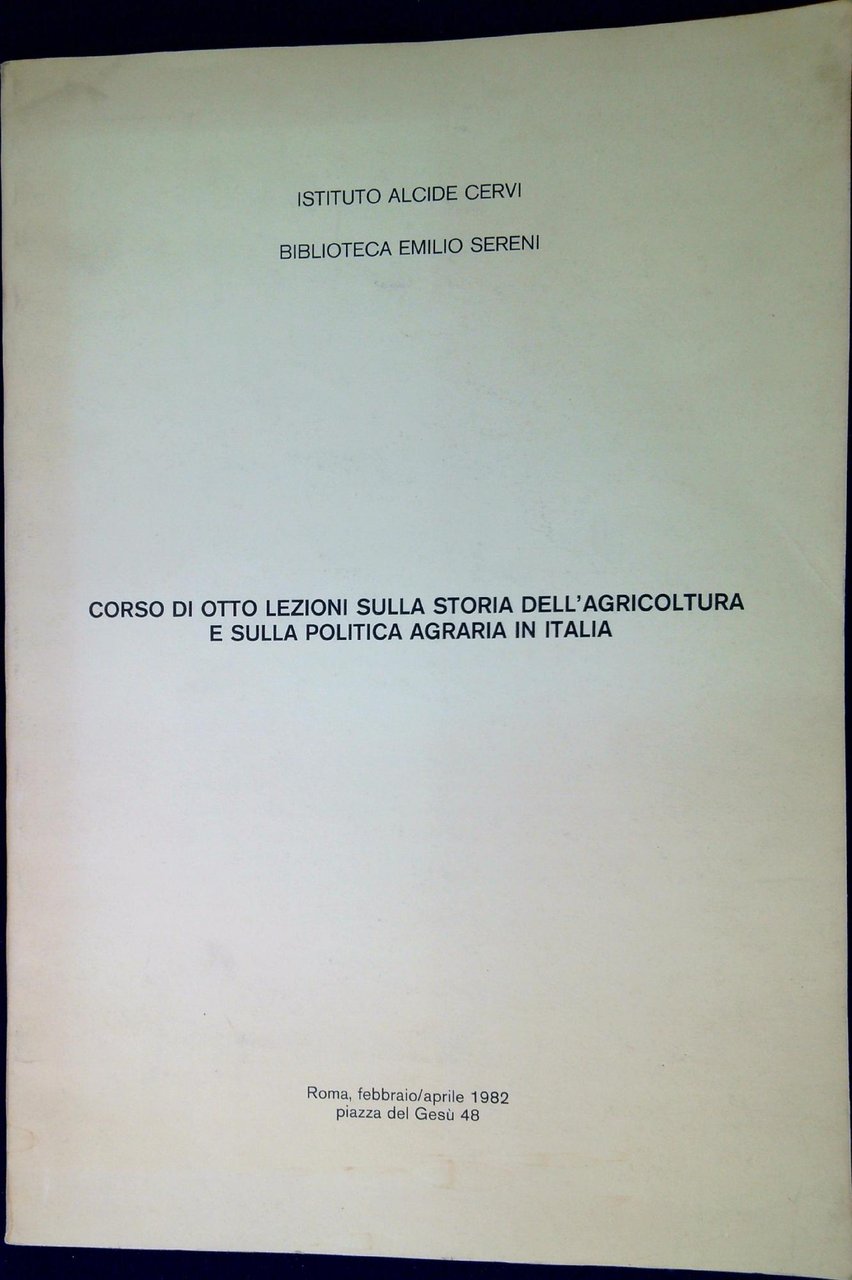 ISTITUTO ALCIDE CERVI
BIBLIOTECA EMILIO SERENI
CORSO DI OTTO LEZIONI SULLA STORIA DELL'AGRICOLTURA
E SULLA POLITICA AGRARIA IN ITALIA
Roma, febbraio/aprile 1982
piazza del Gesù 48